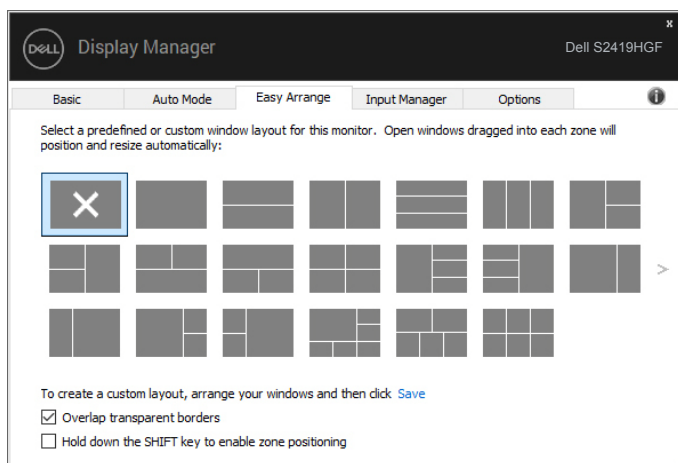 x
DELL Display Manager Dell S2419HGF
Basic Auto Mode Easy Arrange Input Manager Options i
Select a predefined or custom window layout for this monitor. Open windows dragged into each zone will
position and resize automatically:
>
To create a custom layout, arrange your windows and then click Save
Overlap transparent borders
Hold down the SHIFT key to enable zone positioning